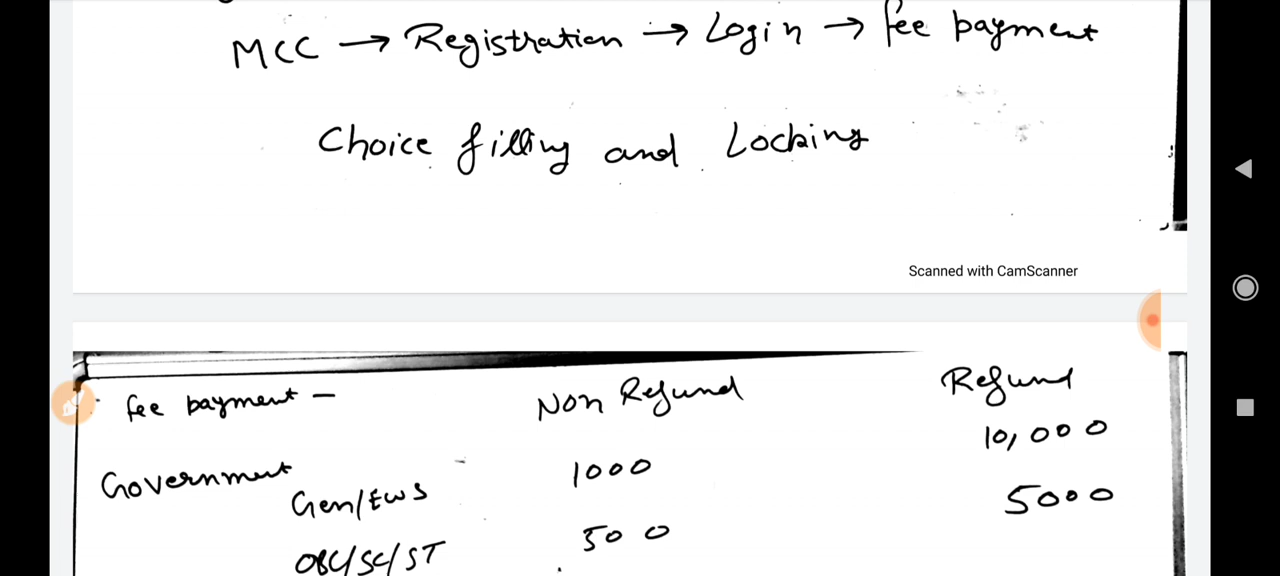 MCC → Registration → Login → fee payment
Choice filling and Locking
Scanned with CamScanner
fee payment - Non Refund Refund
Government 10,000
Gen/EWS 1000
5000
OBC/SC/ST 500